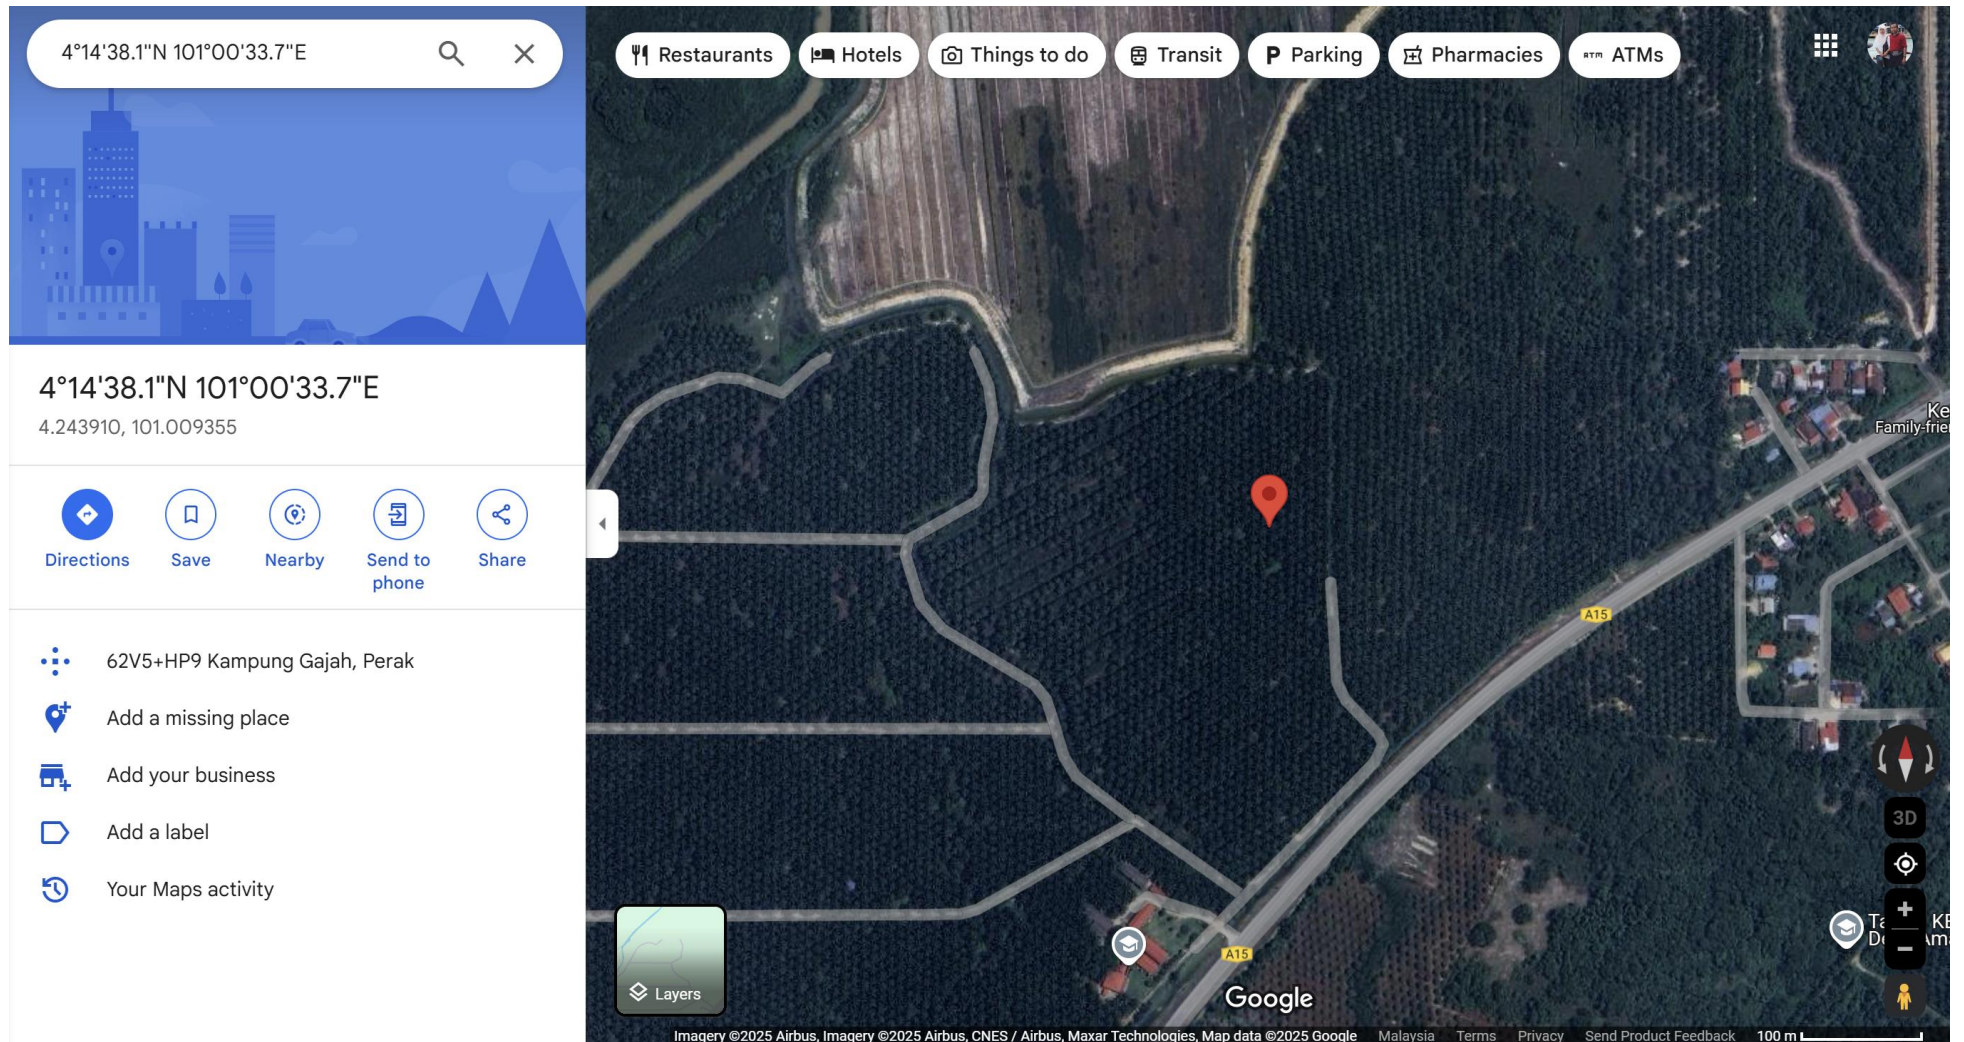 4°14'38.1"N 101°00'33.7"E
Restaurants
Hotels
Things to do
Transit
P Parking
Pharmacies
ATM ATMs
4°14'38.1"N 101°00'33.7"E
4.243910, 101.009355
Directions
Save
Nearby
Send to
phone
Share
62V5+HP9 Kampung Gajah, Perak
Add a missing place
Add your business
Add a label
Your Maps activity
Ke
Family-frie
A15
A15
3D
Layers
Google
Imagery ©2025 Airbus, Imagery ©2025 Airbus, CNES / Airbus, Maxar Technologies, Map data ©2025 Google
Malaysia
Terms
Privacy
Send Product Feedback
100 m